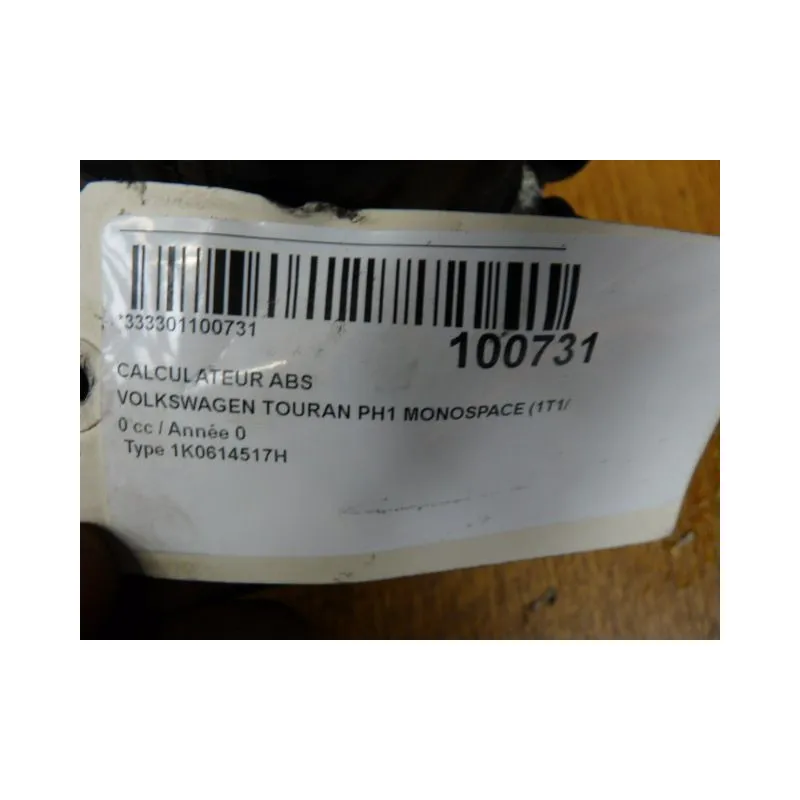 *333301100731
100731
CALCULATEUR ABS
VOLKSWAGEN TOURAN PH1 MONOSPACE (1T1/
0 cc / Année 0
Type 1K0614517H